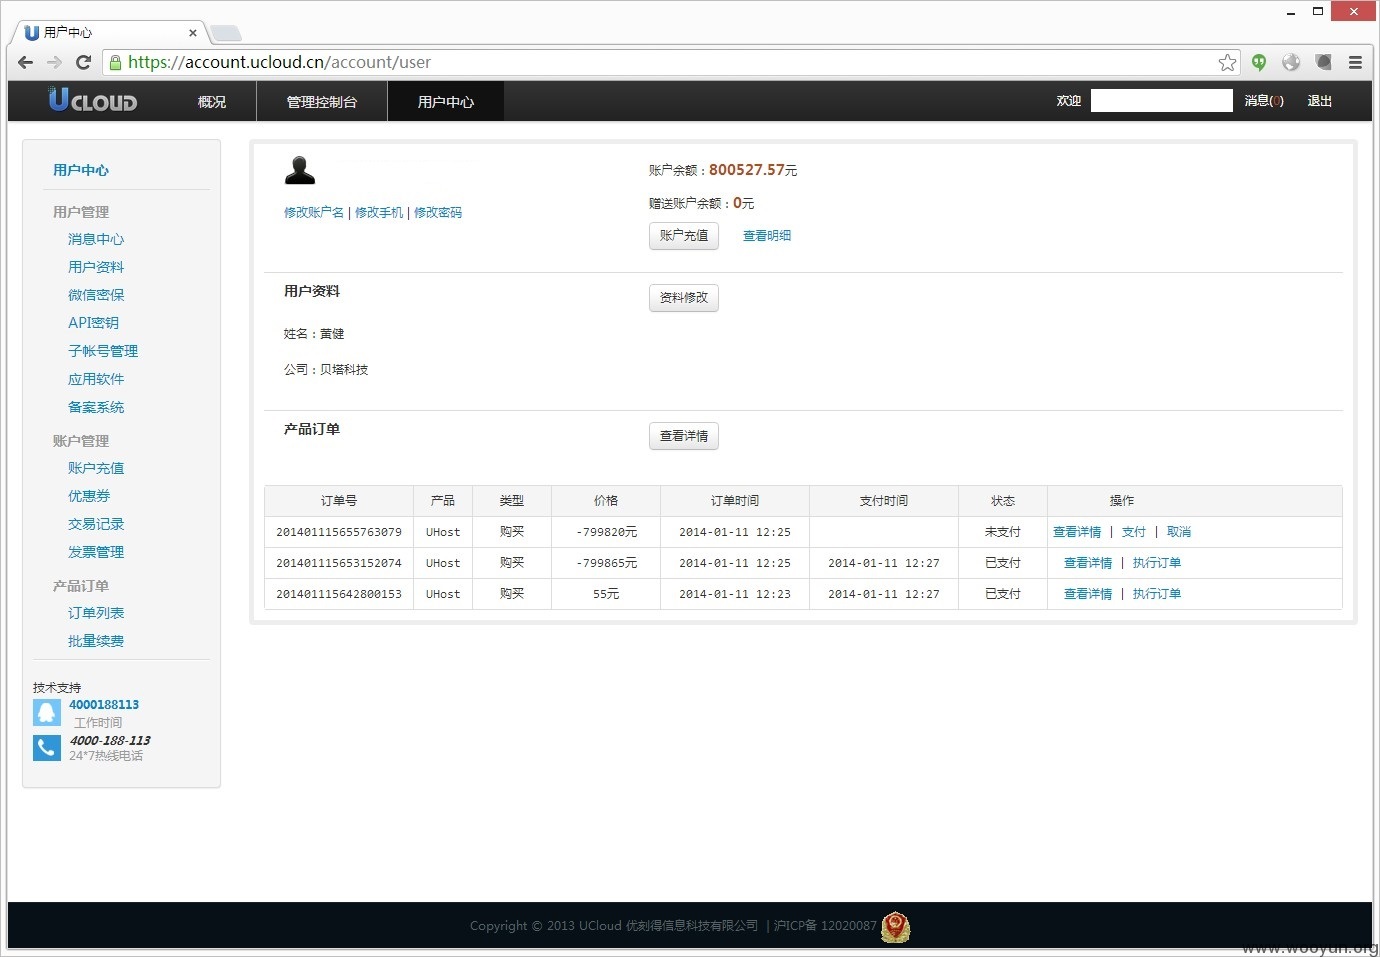 用户中心
https://account.ucloud.cn/account/user
UCLOUD 概况 管理控制台 用户中心 欢迎 消息(0) 退出
用户中心
用户管理
消息中心
用户资料
微信密保
API密钥
子帐号管理
应用软件
备案系统
账户管理
账户充值
优惠券
交易记录
发票管理
产品订单
订单列表
批量续费
技术支持
4000188113
工作时间
4000-188-113
24*7热线电话
修改账户名 | 修改手机 | 修改密码
账户余额：800527.57元
赠送账户余额：0元
账户充值 查看明细
用户资料 资料修改
姓名：黄健
公司：贝塔科技
产品订单 查看详情
订单号 产品 类型 价格 订单时间 支付时间 状态 操作
201401115655763079 UHost 购买 -799820元 2014-01-11 12:25 未支付 查看详情 | 支付 | 取消
201401115653152074 UHost 购买 -799865元 2014-01-11 12:25 2014-01-11 12:27 已支付 查看详情 | 执行订单
201401115642800153 UHost 购买 55元 2014-01-11 12:23 2014-01-11 12:27 已支付 查看详情 | 执行订单
Copyright © 2013 UCloud 优刻得信息科技有限公司 | 沪ICP备 12020087
www.wooyun.org